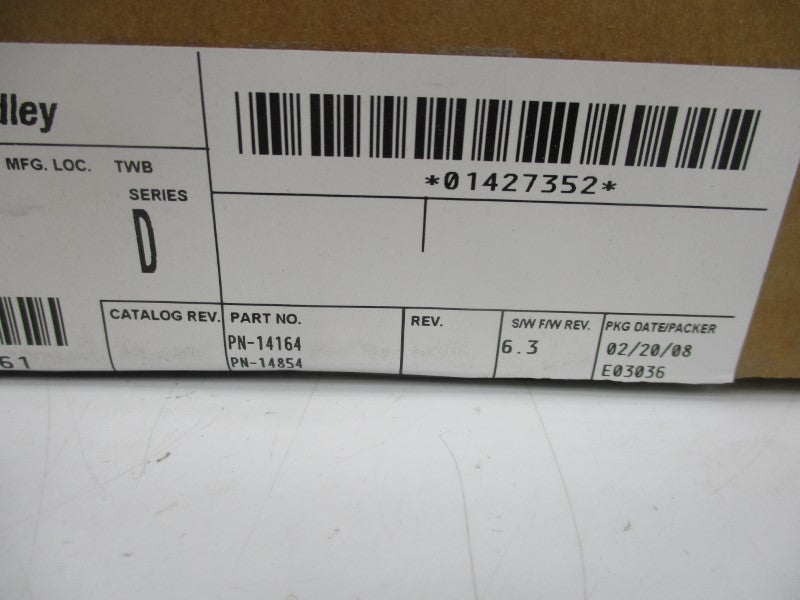 dley
*01427352*
MFG. LOC. TWB
SERIES
D
61
CATALOG REV.
PART NO.
PN-14164
PN-14854
REV.
S/W F/W REV.
6.3
PKG DATE/PACKER
02/20/08
E03036